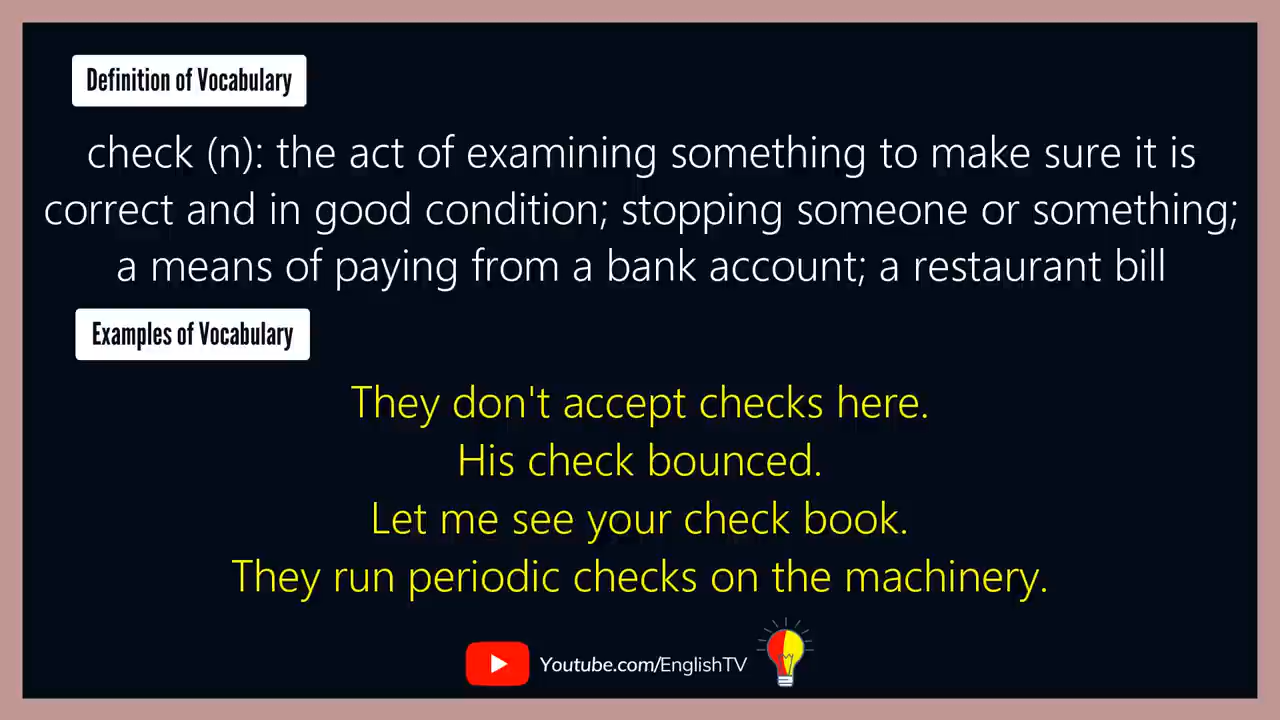 Definition of Vocabulary
check (n): the act of examining something to make sure it is
correct and in good condition; stopping someone or something;
a means of paying from a bank account; a restaurant bill
Examples of Vocabulary
They don't accept checks here.
His check bounced.
Let me see your check book.
They run periodic checks on the machinery.
Youtube.com/EnglishTV